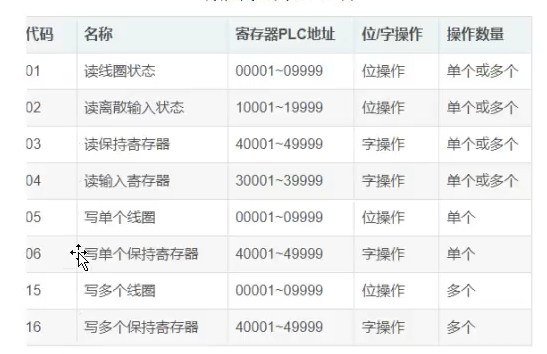 代码 名称 寄存器PLC地址 位/字操作 操作数量
01 读线圈状态 00001~09999 位操作 单个或多个
02 读离散输入状态 10001~19999 位操作 单个或多个
03 读保持寄存器 40001~49999 字操作 单个或多个
04 读输入寄存器 30001~39999 字操作 单个或多个
05 写单个线圈 00001~09999 位操作 单个
06 写单个保持寄存器 40001~49999 字操作 单个
15 写多个线圈 00001~09999 位操作 多个
16 写多个保持寄存器 40001~49999 字操作 多个